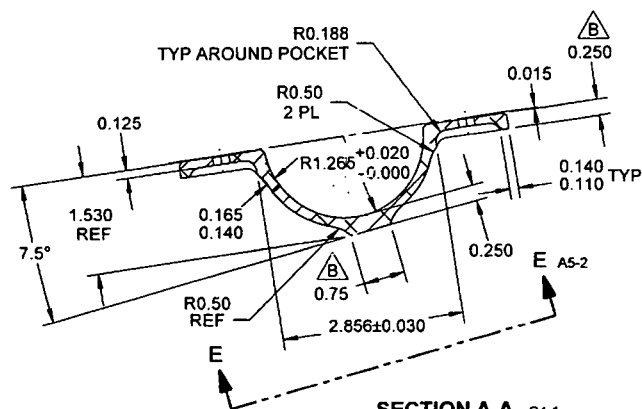 R0.188
TYP AROUND POCKET
B
0.250
R0.50
2 PL
0.015
0.125
R1.265 +0.020
-0.000
0.140
0.110 TYP
1.530
REF
0.165
0.140
7.5°
0.250
B
0.75
E A5-2
R0.50
REF
2.856±0.030
E
SECTION A-A